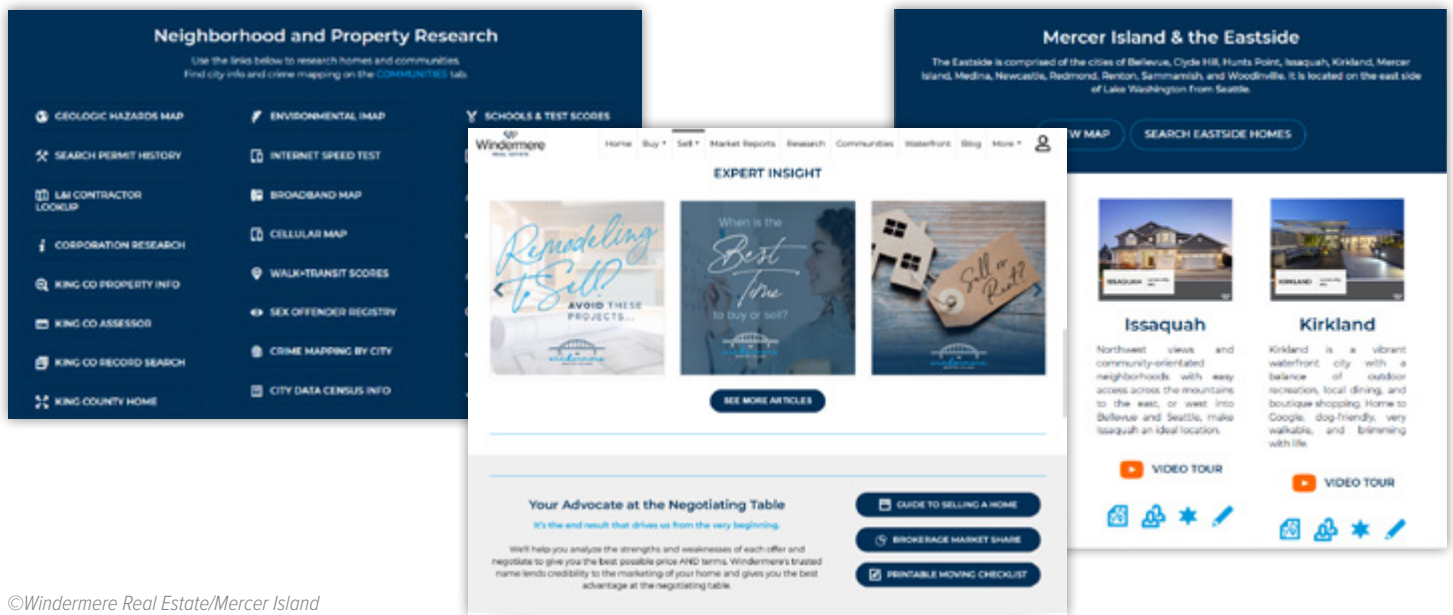 Neighborhood and Property Research
Use the links below to research homes and communities.
Find city info and crime mapping on the COMMUNITIES tab.
GEOLOGIC HAZARDS MAP
SEARCH PERMIT HISTORY
L&I CONTRACTOR
LOOKUP
CORPORATION RESEARCH
KING CO PROPERTY INFO
KING CO ASSESSOR
KING CO RECORD SEARCH
KING COUNTY HOME
ENVIRONMENTAL IMAP
INTERNET SPEED TEST
BROADBAND MAP
CELLULAR MAP
WALK+TRANSIT SCORES
SEX OFFENDER REGISTRY
CRIME MAPPING BY CITY
CITY DATA CENSUS INFO
SCHOOLS & TEST SCORES
Windermere
REAL ESTATE
Home Buy Sell Market Reports Research Communities Waterfront Blog More
EXPERT INSIGHT
Remodeling
to Sell?
AVOID THESE
PROJECTS...
windermere
When is the
Best
Time
to buy or sell?
windermere
Sell or
Rent?
windermere
SEE MORE ARTICLES
Your Advocate at the Negotiating Table
It's the end result that drives us from the very beginning.
We'll help you analyze the strengths and weaknesses of each offer and
negotiate to give you the best possible price AND terms. Windermere's trusted
name lends credibility to the marketing of your home and gives you the best
advantage at the negotiating table.
GUIDE TO SELLING A HOME
BROKERAGE MARKET SHARE
PRINTABLE MOVING CHECKLIST
Mercer Island & the Eastside
The Eastside is comprised of the cities of Bellevue, Clyde Hill, Hunts Point, Issaquah, Kirkland, Mercer
Island, Medina, Newcastle, Redmond, Renton, Sammamish, and Woodinville. It is located on the east side
of Lake Washington from Seattle.
EW MAP
SEARCH EASTSIDE HOMES
ISSAQUAH
Issaquah
Northwest views and
community-orientated
neighborhoods with easy
access across the mountains
to the east, or west into
Bellevue and Seattle, make
Issaquah an ideal location.
VIDEO TOUR
KIRKLAND
Kirkland
Kirkland is a vibrant
waterfront city with a
balance of outdoor
recreation, local dining, and
boutique shopping. Home to
Google, dog-friendly, very
walkable, and brimming
with life.
VIDEO TOUR
©Windermere Real Estate/Mercer Island